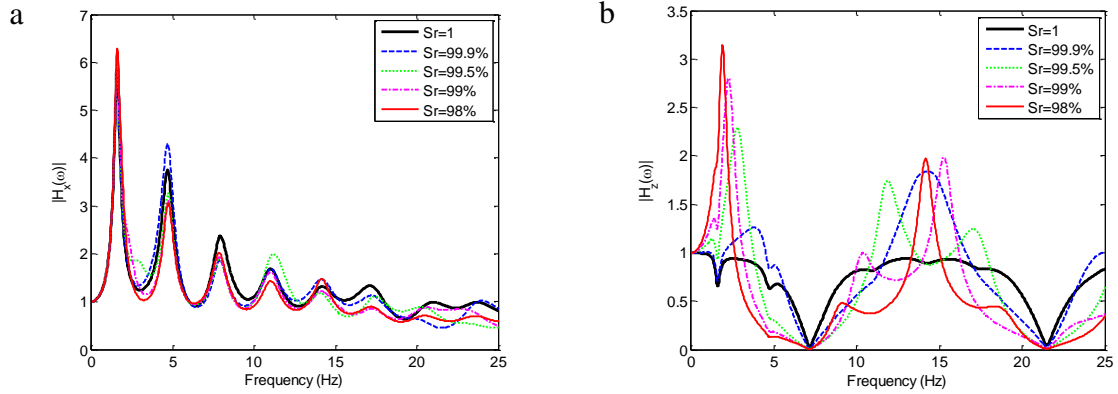 a
7
6
5
4
3
2
1
0
|Hx(ω)|
0 5 10 15 20 25
Frequency (Hz)
Sr=1
Sr=99.9%
Sr=99.5%
Sr=99%
Sr=98%
b
3.5
3
2.5
2
1.5
1
0.5
0
|Hz(ω)|
0 5 10 15 20 25
Frequency (Hz)
Sr=1
Sr=99.9%
Sr=99.5%
Sr=99%
Sr=98%